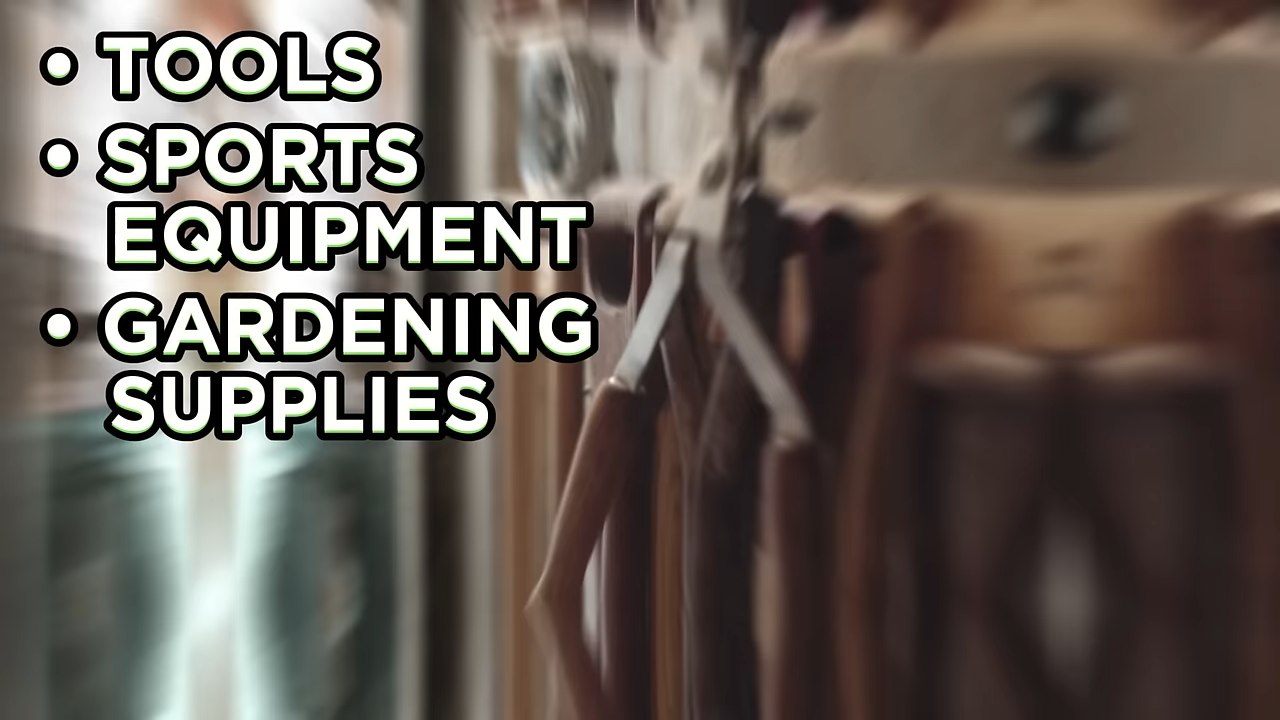 • TOOLS
• SPORTS
EQUIPMENT
• GARDENING
SUPPLIES